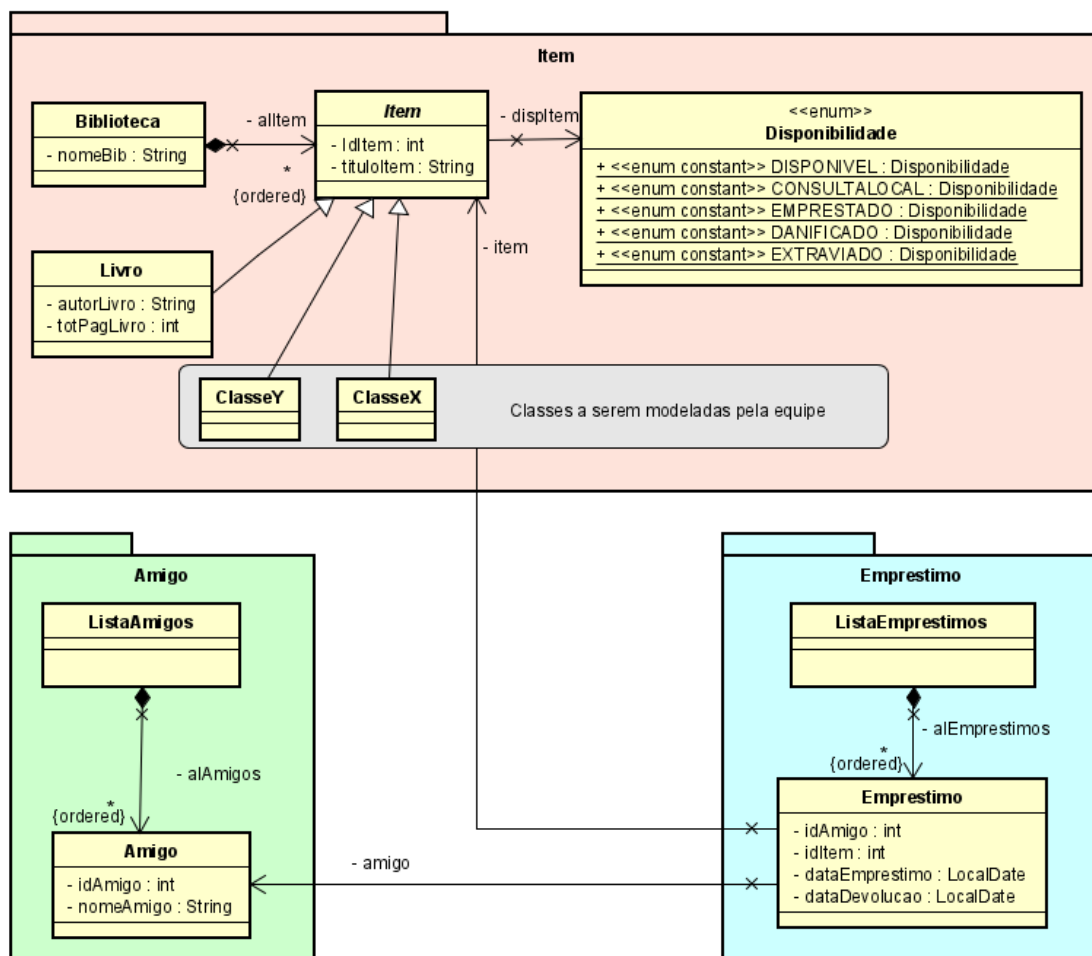 Item
Biblioteca
- nomeBib : String
- alItem
*
{ordered}
Item
- IdItem : int
- tituloItem : String
- dispItem
<<enum>>
Disponibilidade
+ <<enum constant>> DISPONIVEL : Disponibilidade
+ <<enum constant>> CONSULTALOCAL : Disponibilidade
+ <<enum constant>> EMPRESTADO : Disponibilidade
+ <<enum constant>> DANIFICADO : Disponibilidade
+ <<enum constant>> EXTRAVIADO : Disponibilidade
- item
Livro
- autorLivro : String
- totPagLivro : int
ClasseY
ClasseX
Classes a serem modeladas pela equipe
Amigo
ListaAmigos
- alAmigos
*
{ordered}
Amigo
- idAmigo : int
- nomeAmigo : String
- amigo
Emprestimo
ListaEmprestimos
- alEmprestimos
*
{ordered}
Emprestimo
- idAmigo : int
- idItem : int
- dataEmprestimo : LocalDate
- dataDevolucao : LocalDate